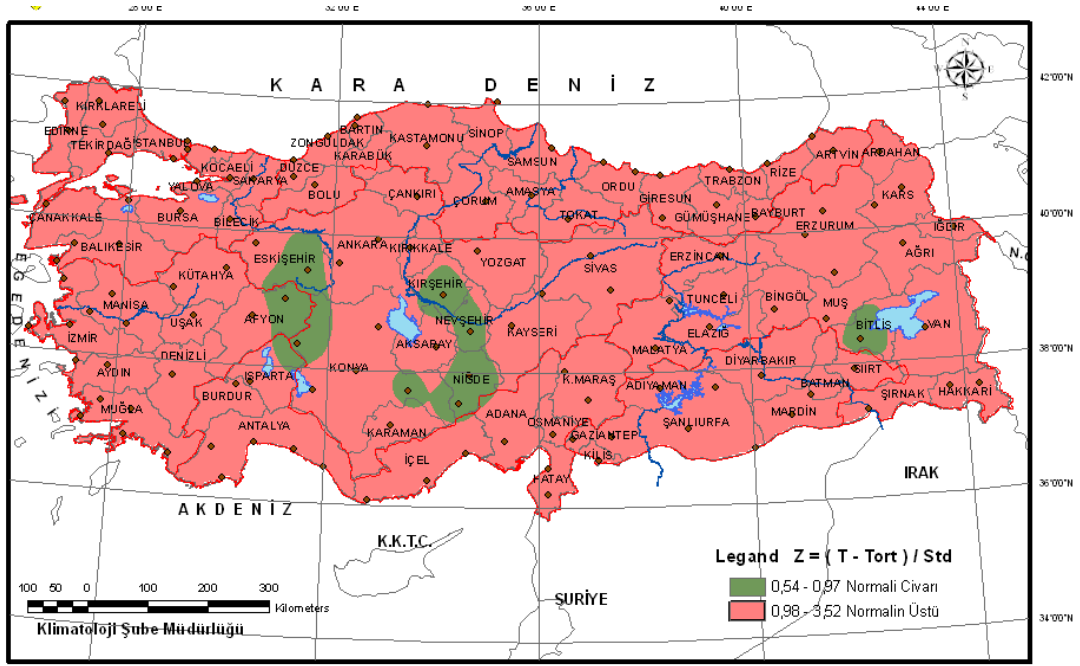 28°00'E 32°00'E 36°00'E 40°00'E 44°00'E
42°00'N
N
W E
S
K A R A D E N İ Z
KIRKLARELİ
EDİRNE
TEKİRDAĞ
İSTANBUL
KOCAELİ
YALOVA
SAKARYA
DÜZCE
ZONGULDAK
BARTIN
KARABÜK
KASTAMONU
SİNOP
SAMSUN
BOLU
ÇANKIRI
ÇORUM
AMASYA
TOKAT
ORDU
GİRESUN
TRABZON
RİZE
ARTVİN
ARDAHAN
KARS
GÜMÜŞHANE
BAYBURT
ERZURUM
IĞDIR
AĞRI
40°00'N
N.
ÇANAKKALE
BURSA
BİLECİK
BALIKESİR
ESKİŞEHİR
ANKARA
KIRIKKALE
YOZGAT
SİVAS
ERZİNCAN
KÜTAHYA
KIRŞEHİR
TUNCELİ
BİNGÖL
MUŞ
BİTLİS
VAN
MANİSA
UŞAK
AFYON
NEVŞEHİR
KAYSERİ
ELAZIĞ
İZMİR
AKSARAY
MALATYA
DİYARBAKIR
SİİRT
38°00'N
DENİZLİ
AYDIN
ISPARTA
KONYA
NİĞDE
K.MARAŞ
ADIYAMAN
BATMAN
ŞIRNAK
HAKKARİ
BURDUR
MUĞLA
ANTALYA
KARAMAN
ADANA
OSMANİYE
GAZİANTEP
ŞANLIURFA
MARDİN
İÇEL
KİLİS
HATAY
E G E D E N İ Z İ
IRAK
36°00'N
A K D E N İ Z
K.K.T.C.
SURİYE
Legand Z = ( T - Tort ) / Std
0,54 - 0,97 Normali Civarı
0,98 - 3,52 Normalin Üstü
100 50 0 100 200 300
Kilometers
Klimatoloji Şube Müdürlüğü
34°00'N